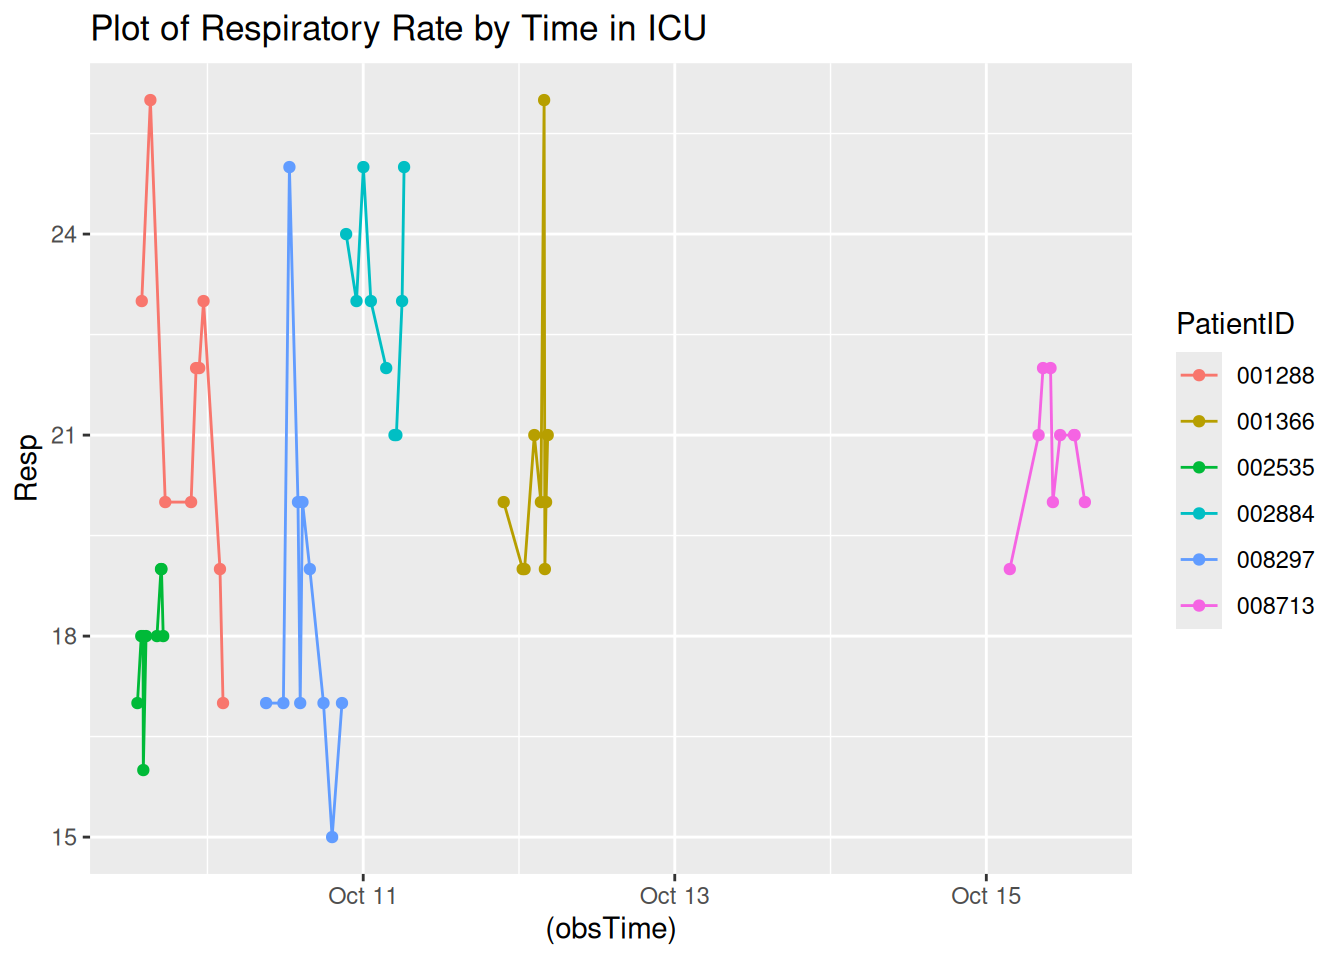 Plot of Respiratory Rate by Time in ICU
24
21
18
15
Resp
Oct 11
Oct 13
Oct 15
(obsTime)
PatientID
001288
001366
002535
002884
008297
008713